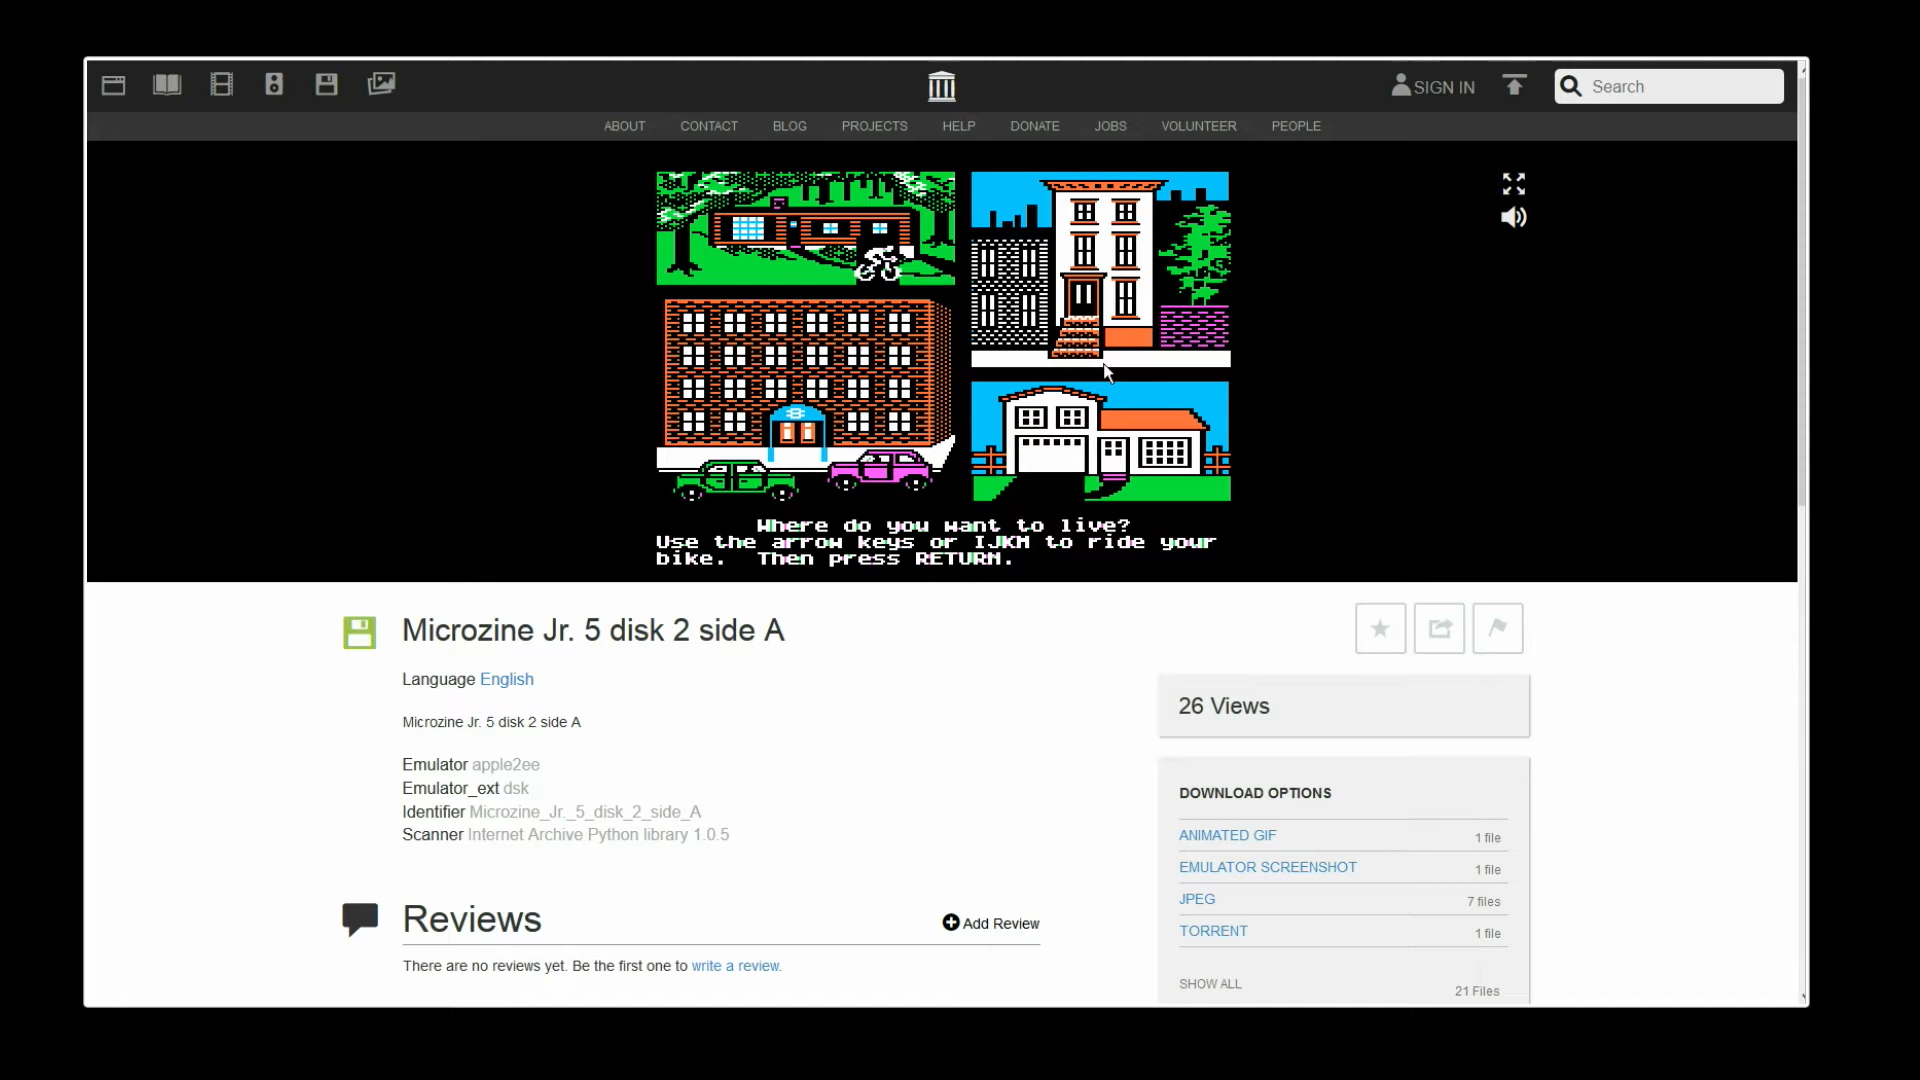 SIGN IN
Search
ABOUT CONTACT BLOG PROJECTS HELP DONATE JOBS VOLUNTEER PEOPLE
Where do you want to live?
Use the arrow keys or IJKM to ride your
bike. Then press RETURN.
Microzine Jr. 5 disk 2 side A
Language English
Microzine Jr. 5 disk 2 side A
Emulator apple2ee
Emulator_ext dsk
Identifier Microzine_Jr._5_disk_2_side_A
Scanner Internet Archive Python library 1.0.5
Reviews
Add Review
There are no reviews yet. Be the first one to write a review.
26 Views
DOWNLOAD OPTIONS
ANIMATED GIF 1 file
EMULATOR SCREENSHOT 1 file
JPEG 7 files
TORRENT 1 file
SHOW ALL 21 Files